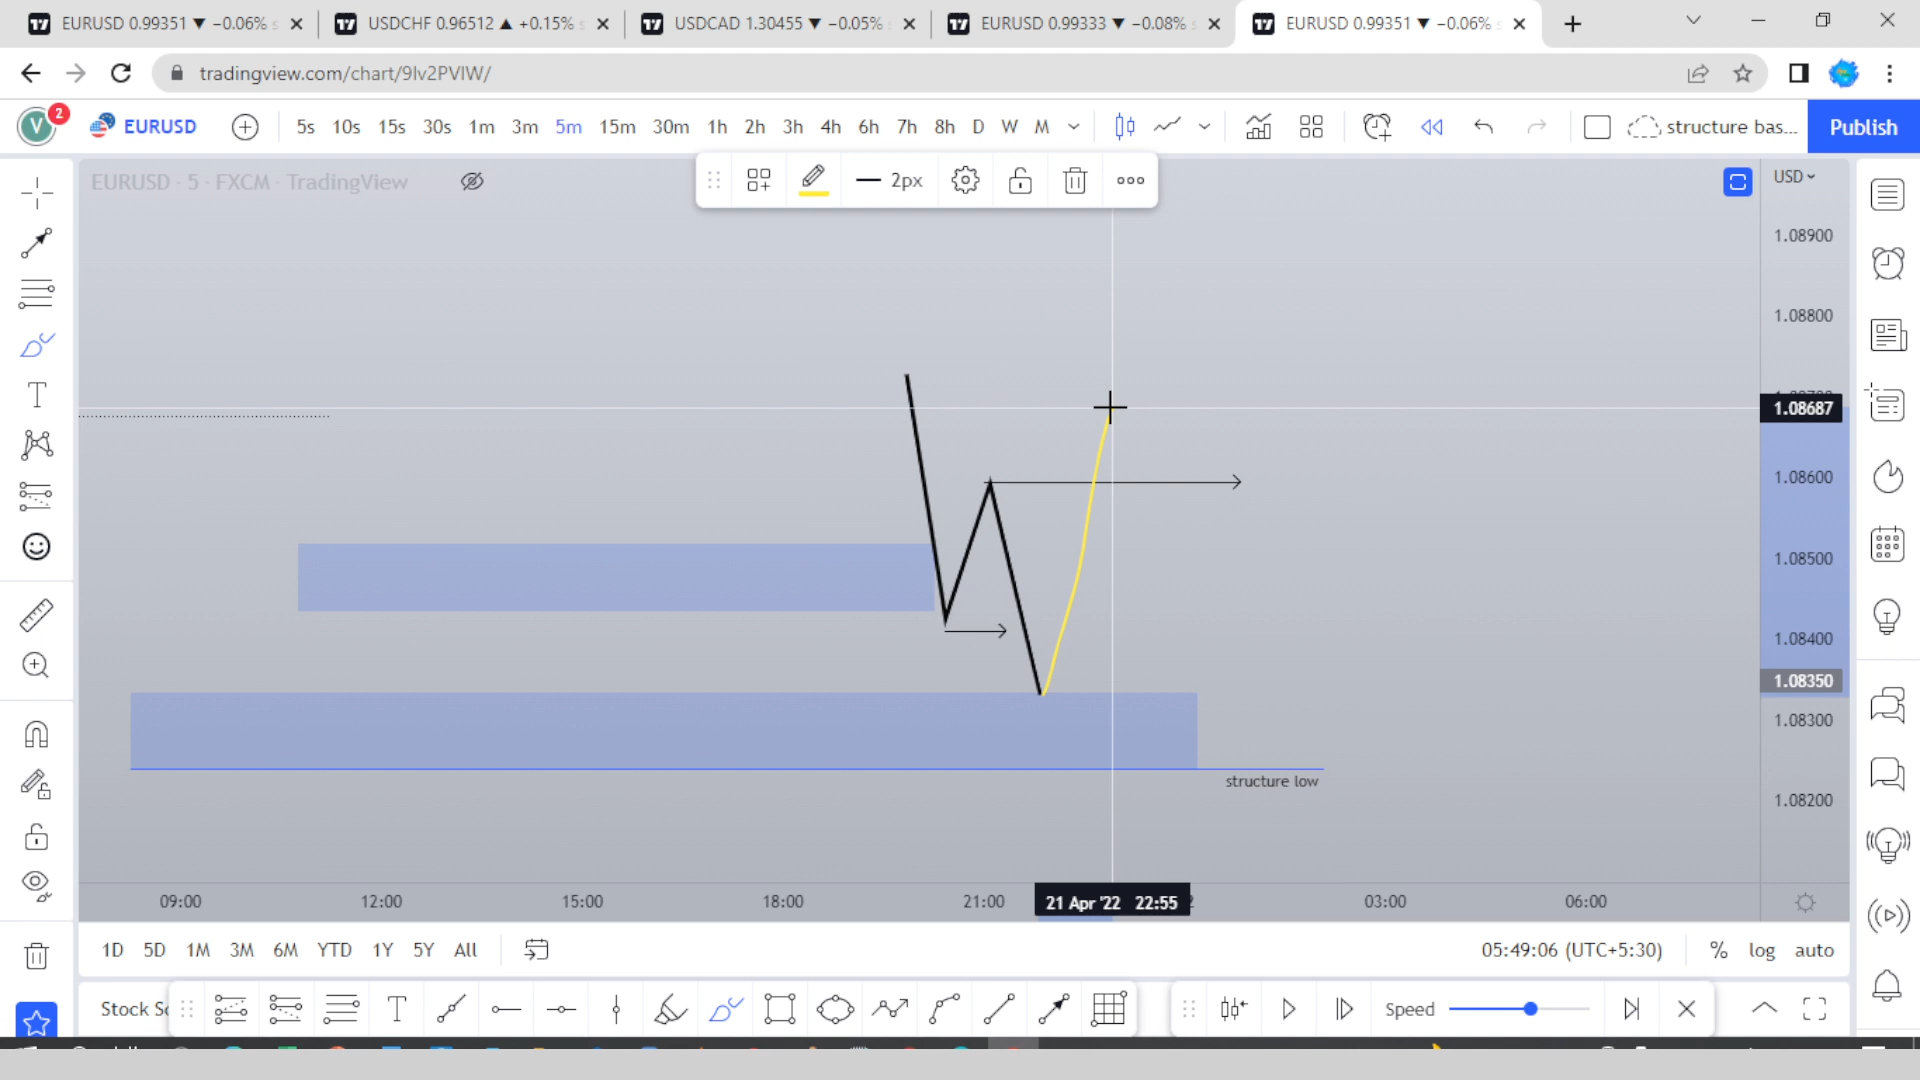 EURUSD 0.99351 ▼ −0.06%
USDCHF 0.96512 ▲ +0.15%
USDCAD 1.30455 ▼ −0.05%
EURUSD 0.99333 ▼ −0.08%
EURUSD 0.99351 ▼ −0.06%
tradingview.com/chart/9Iv2PVIW/
V 2 EURUSD 5s 10s 15s 30s 1m 3m 5m 15m 30m 1h 2h 3h 4h 6h 7h 8h D W M structure bas... Publish
EURUSD · 5 · FXCM · TradingView
2px
USD
1.08900
1.08800
1.08687
1.08600
1.08500
1.08400
1.08350
1.08300
1.08200
structure low
09:00 12:00 15:00 18:00 21:00 21 Apr '22 22:55 03:00 06:00
1D 5D 1M 3M 6M YTD 1Y 5Y All 05:49:06 (UTC+5:30) % log auto
Stock Speed